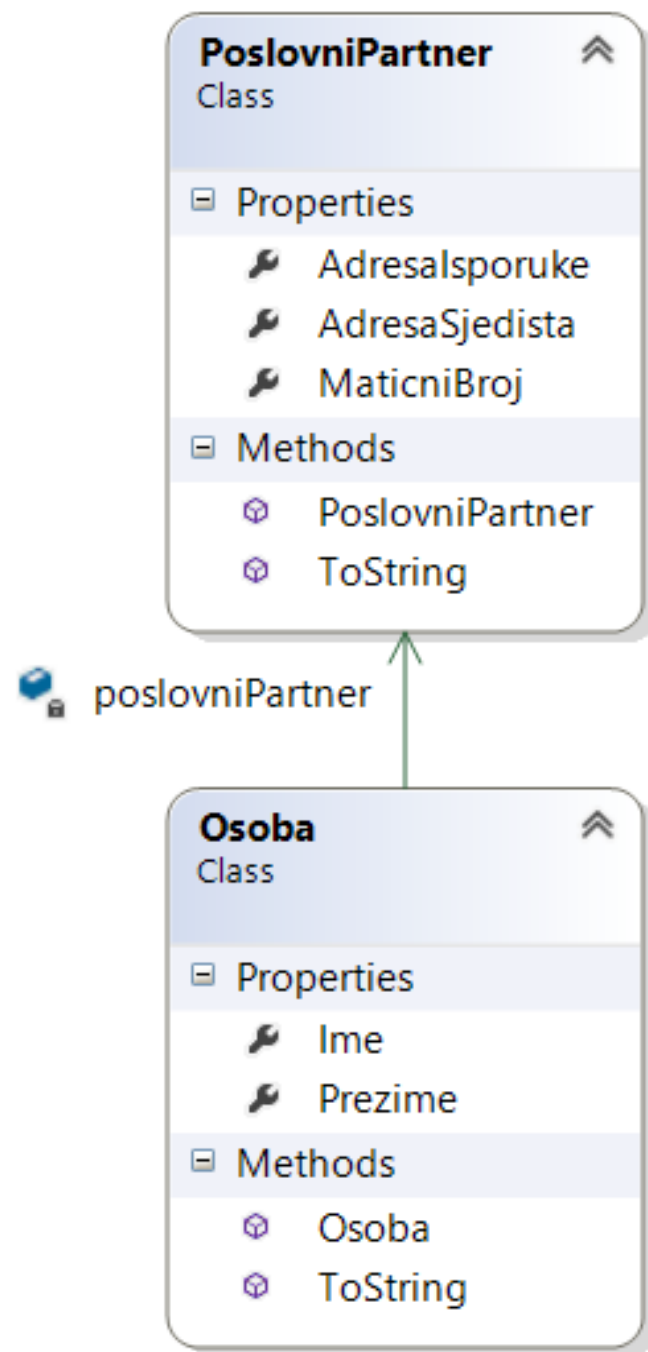 PoslovniPartner
Class
Properties
AdresaIsporuke
AdresaSjedista
MaticniBroj
Methods
PoslovniPartner
ToString
poslovniPartner
Osoba
Class
Properties
Ime
Prezime
Methods
Osoba
ToString